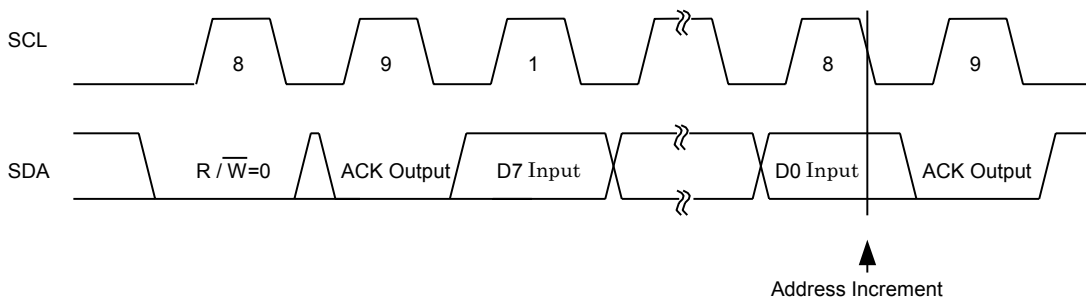 SCL
8 9 1 8 9
SDA
R / W̅=0 ACK Output D7 Input D0 Input ACK Output
Address Increment